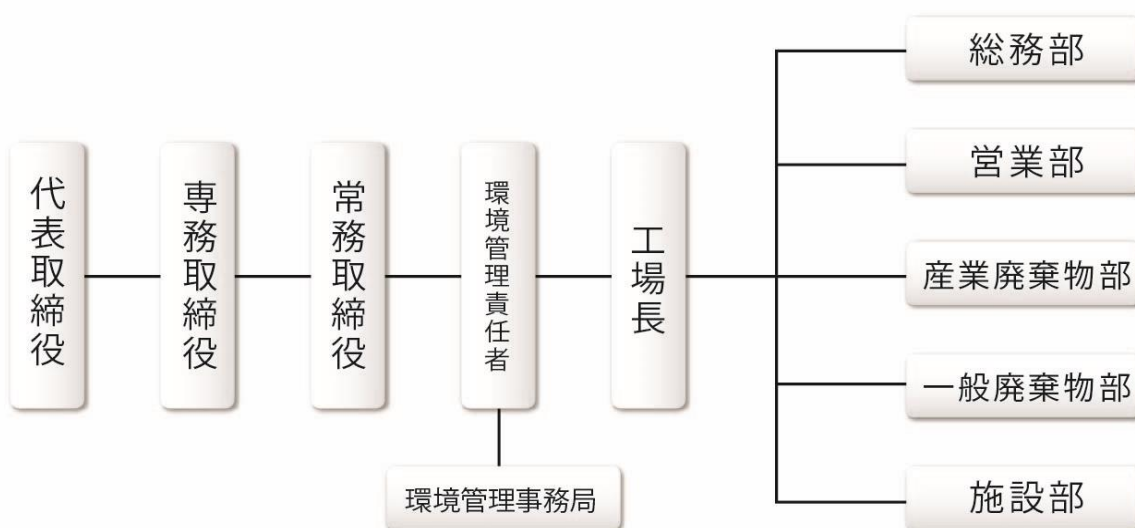 代表取締役
専務取締役
常務取締役
環境管理責任者
環境管理事務局
工場長
総務部
営業部
産業廃棄物部
一般廃棄物部
施設部